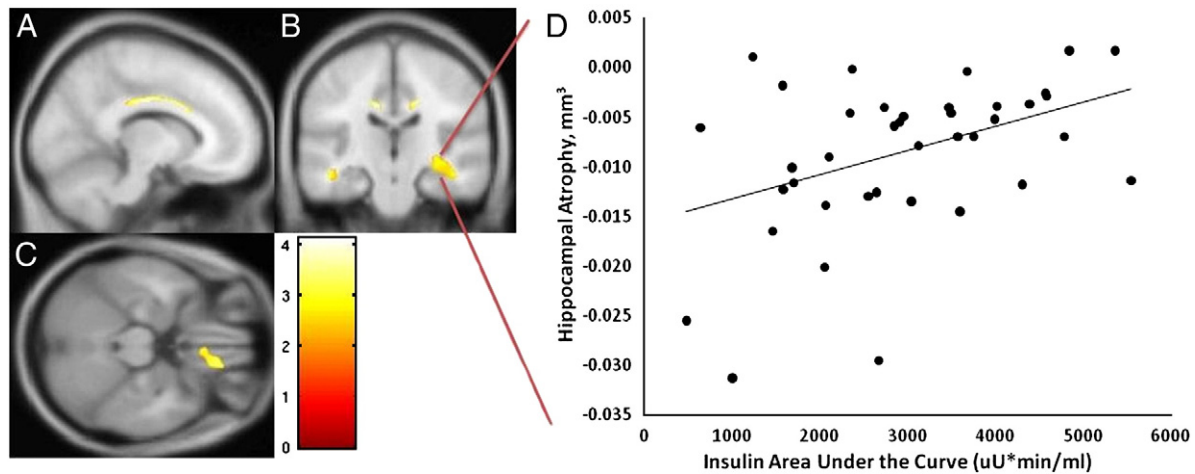 A
B
C
D
4
3
2
1
0
Hippocampal Atrophy, mm³
0.005
0.000
-0.005
-0.010
-0.015
-0.020
-0.025
-0.030
-0.035
0 1000 2000 3000 4000 5000 6000
Insulin Area Under the Curve (uU*min/ml)